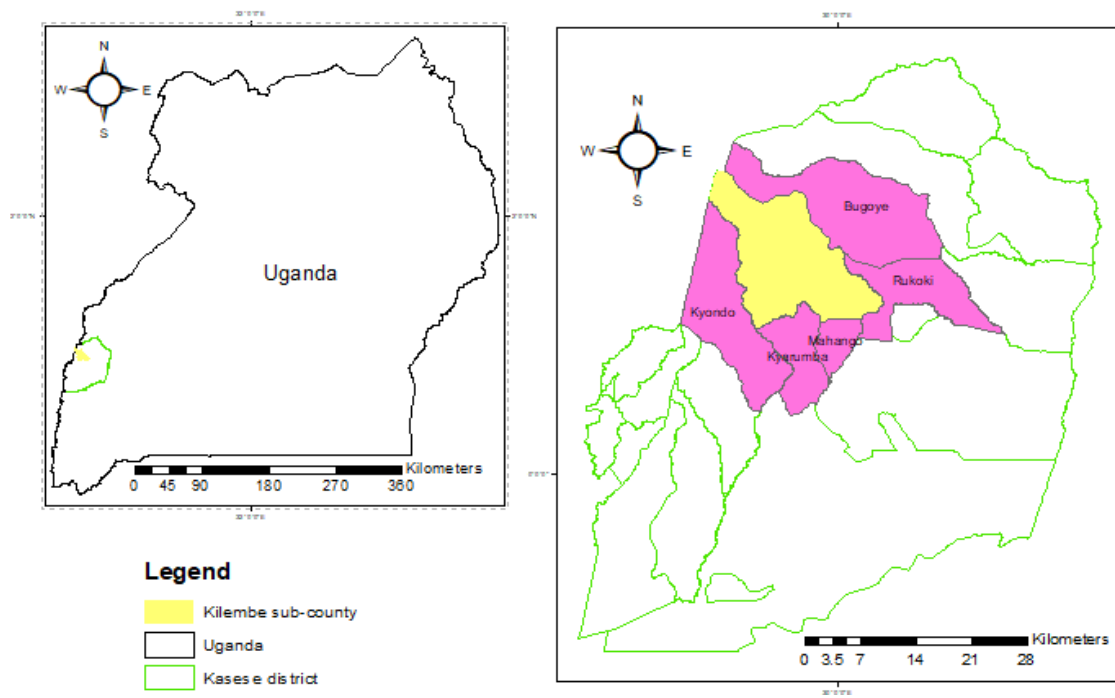 N
W E
S
Uganda
Kilometers
0 45 90 180 270 360
Legend
Kilembe sub-county
Uganda
Kasese district
N
W E
S
Bugoye
Rukoki
Kyondo
Mahango
Kyarumba
Kilometers
0 3.5 7 14 21 28